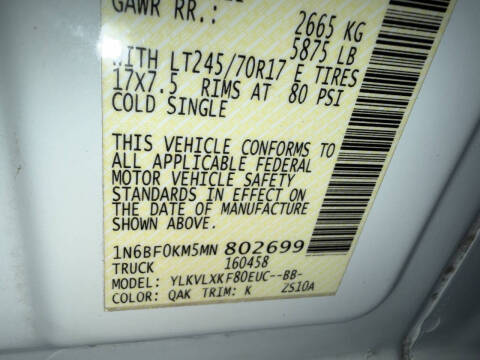 GAWR RR.: 2665 KG
5875 LB
WITH LT245/70R17 E TIRES
17X7.5 RIMS AT 80 PSI
COLD SINGLE
THIS VEHICLE CONFORMS TO
ALL APPLICABLE FEDERAL
MOTOR VEHICLE SAFETY
STANDARDS IN EFFECT ON
THE DATE OF MANUFACTURE
SHOWN ABOVE.
1N6BF0KM5MN 802699
TRUCK 160458
MODEL: YLKVLXKF80EUC--BB-
COLOR: QAK TRIM: K ZS10A